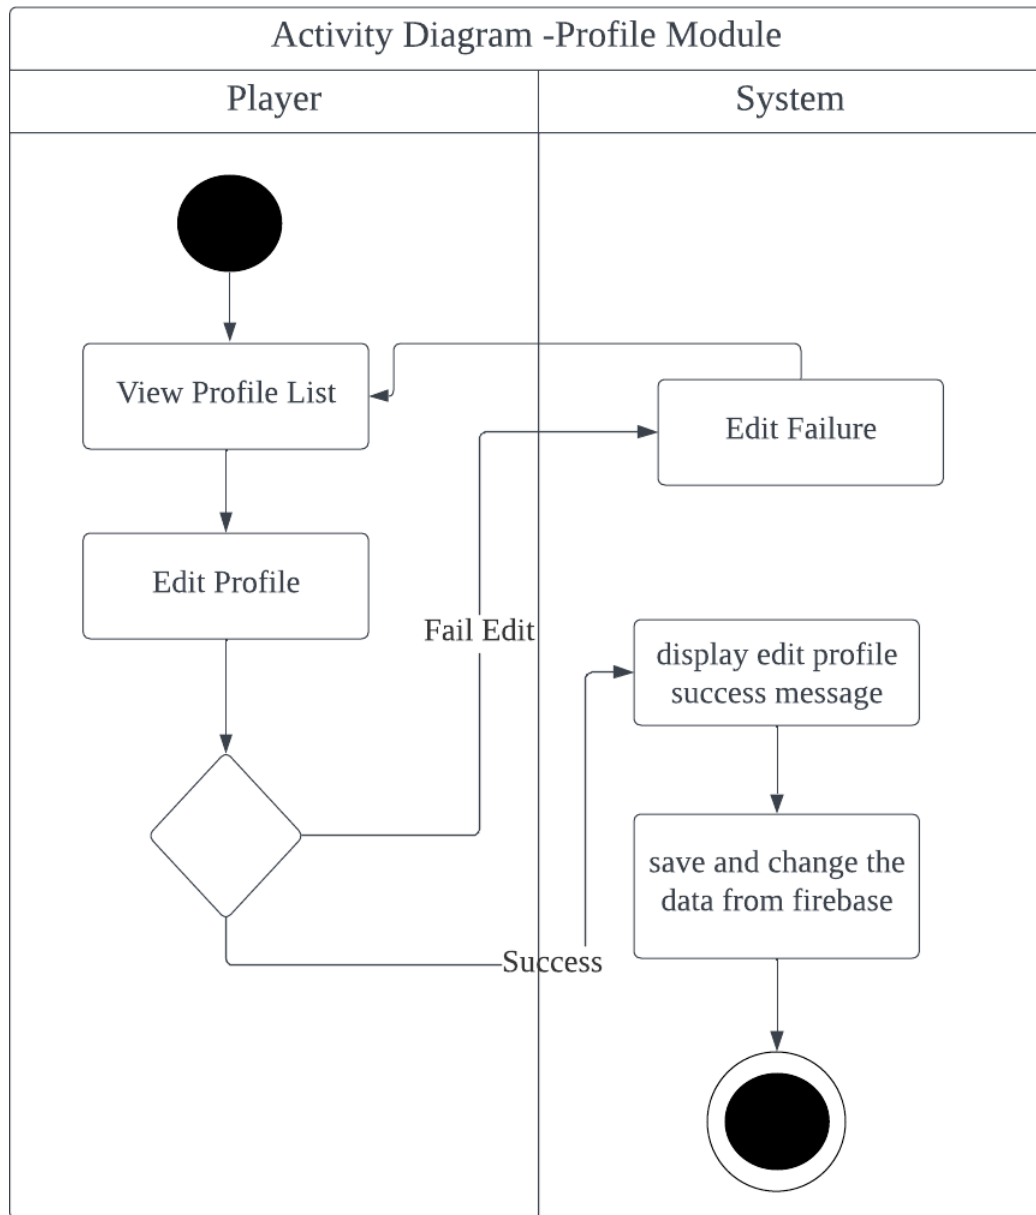 Activity Diagram -Profile Module
Player
System
View Profile List
Edit Failure
Edit Profile
Fail Edit
display edit profile
success message
save and change the
data from firebase
Success